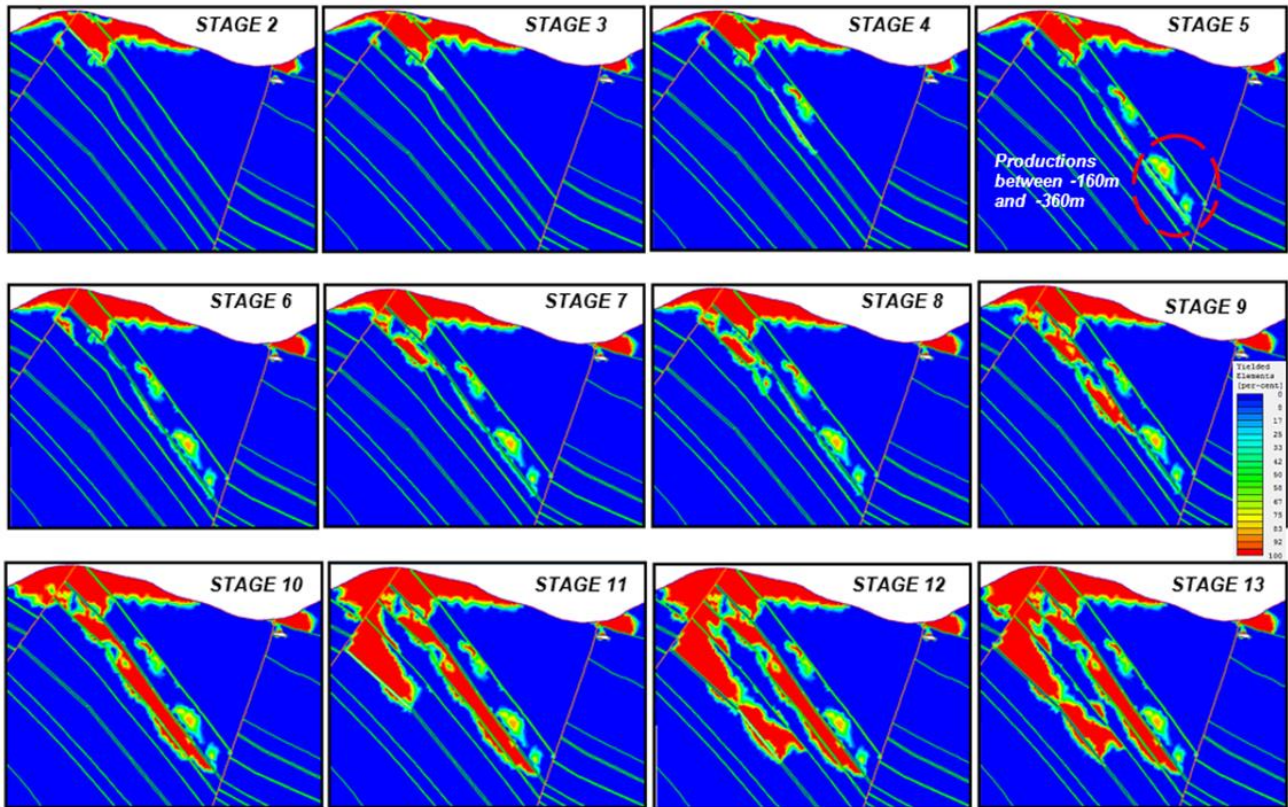 STAGE 2
STAGE 3
STAGE 4
STAGE 5
Productions
between -160m
and -360m
STAGE 6
STAGE 7
STAGE 8
STAGE 9
Yielded
Elements
[per-cent]
0
8
17
25
33
42
50
58
67
75
83
92
100
STAGE 10
STAGE 11
STAGE 12
STAGE 13